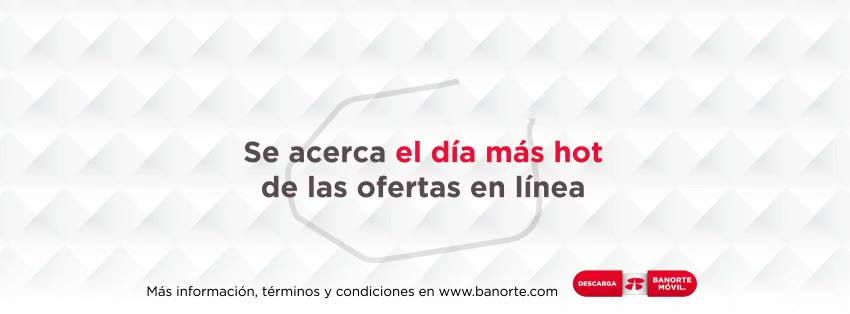 Se acerca el día más hot
de las ofertas en línea
Más información, términos y condiciones en www.banorte.com
DESCARGA
BANORTE
MÓVIL.